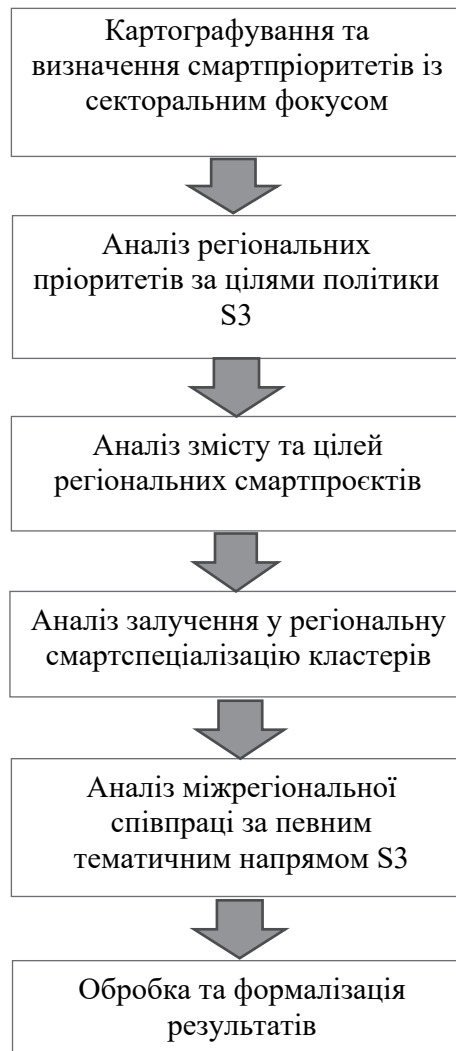 Картографування та
визначення смартпріоритетів із
секторальним фокусом
Аналіз регіональних
пріоритетів за цілями політики
S3
Аналіз змісту та цілей
регіональних смартпроєктів
Аналіз залучення у регіональну
смартспеціалізацію кластерів
Аналіз міжрегіональної
співпраці за певним
тематичним напрямом S3
Обробка та формалізація
результатів